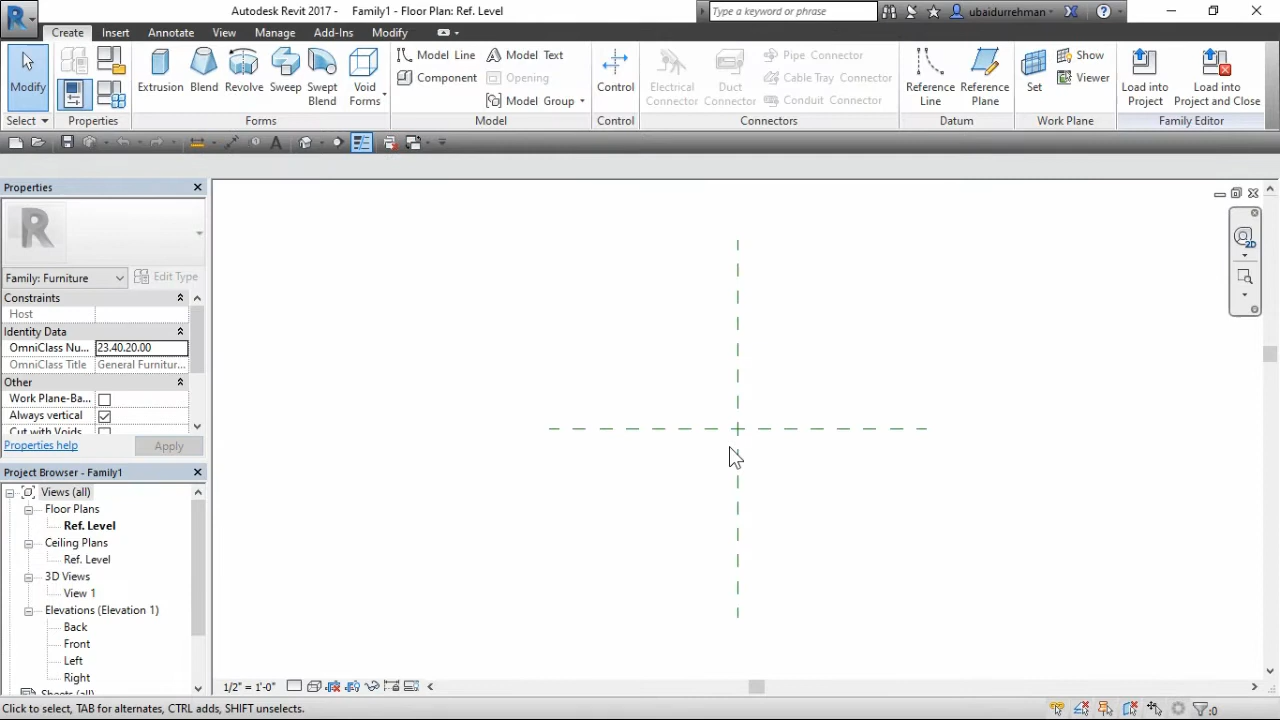 Autodesk Revit 2017 - Family1 - Floor Plan: Ref. Level
Type a keyword or phrase
ubaidurrehman
Create Insert Annotate View Manage Add-Ins Modify
Modify
Select
Properties
Extrusion
Blend
Revolve
Sweep
Swept Blend
Void Forms
Forms
Model Line
Component
Model Text
Opening
Model Group
Model
Control
Control
Electrical Connector
Duct Connector
Pipe Connector
Cable Tray Connector
Conduit Connector
Connectors
Reference Line
Reference Plane
Datum
Set
Show
Viewer
Work Plane
Load into Project
Load into Project and Close
Family Editor
Properties
R
Family: Furniture
Edit Type
Constraints
Host
Identity Data
OmniClass Nu... 23.40.20.00
OmniClass Title General Furnitur...
Other
Work Plane-Ba...
Always vertical
Cut with Voids
Properties help
Apply
Project Browser - Family1
Views (all)
Floor Plans
Ref. Level
Ceiling Plans
Ref. Level
3D Views
View 1
Elevations (Elevation 1)
Back
Front
Left
Right
Sheets (all)
2D
1/2" = 1'-0"
Click to select, TAB for alternates, CTRL adds, SHIFT unselects.
:0